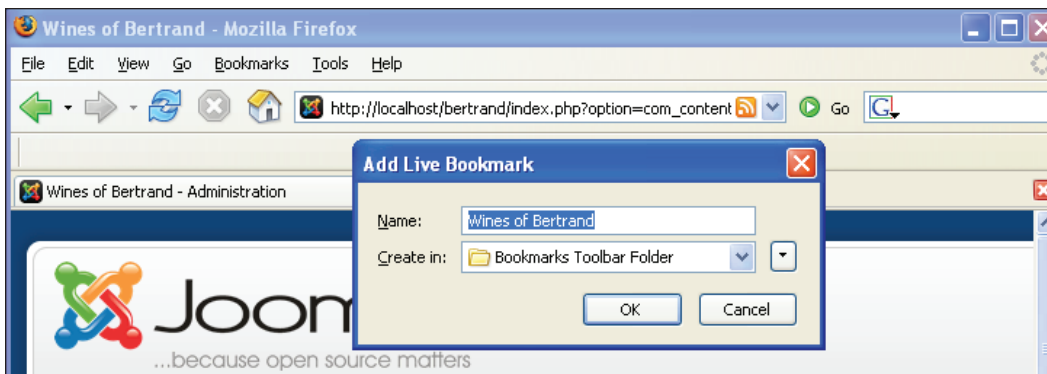 Wines of Bertrand - Mozilla Firefox
File Edit View Go Bookmarks Tools Help
http://localhost/bertrand/index.php?option=com_content Go G
Add Live Bookmark
Wines of Bertrand - Administration
Name: Wines of Bertrand
Create in: Bookmarks Toolbar Folder
OK Cancel
Joom
...because open source matters